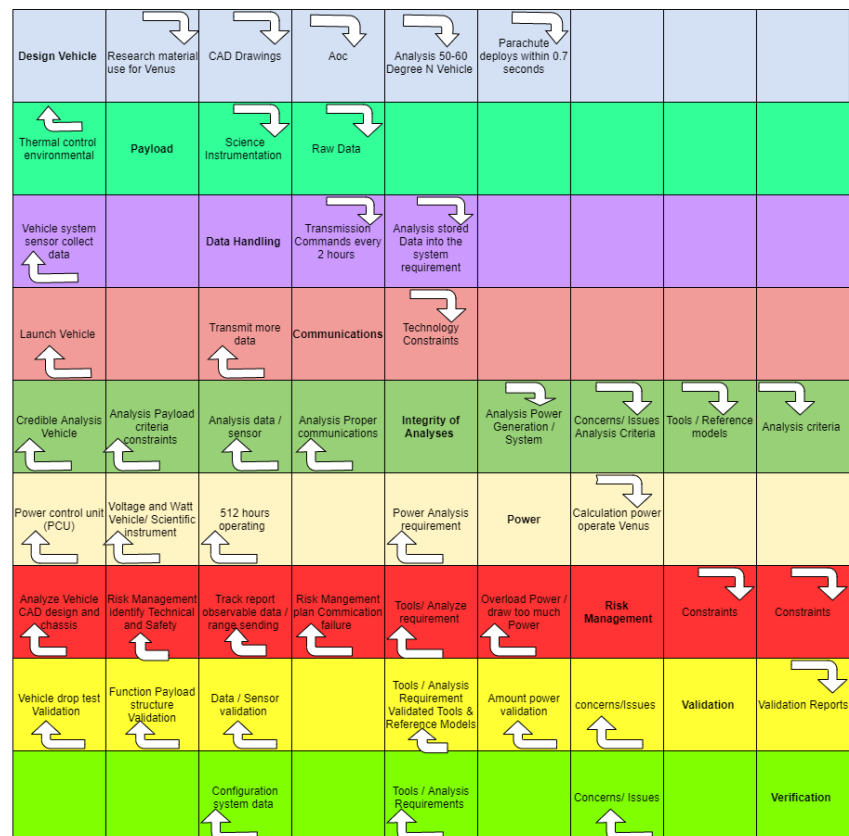 Design Vehicle
Research material
use for Venus
CAD Drawings
Aoc
Analysis 50-60
Degree N Vehicle
Parachute
deploys within 0.7
seconds
Thermal control
environmental
Payload
Science
Instrumentation
Raw Data
Vehicle system
sensor collect
data
Data Handling
Transmission
Commands every
2 hours
Analysis stored
Data into the
system
requirement
Launch Vehicle
Transmit more
data
Communications
Technology
Constraints
Credible Analysis
Vehicle
Analysis Payload
criteria
constraints
Analysis data /
sensor
Analysis Proper
communications
Integrity of
Analyses
Analysis Power
Generation /
System
Concerns/ Issues
Analysis Criteria
Tools / Reference
models
Analysis criteria
Power control unit
(PCU)
Voltage and Watt
Vehicle/ Scientific
instrument
512 hours
operating
Power Analysis
requirement
Power
Calculation power
operate Venus
Analyze Vehicle
CAD design and
chassis
Risk Management
identify Technical
and Safety
Track report
observable data /
range sending
Risk Mangement
plan Commication
failure
Tools/ Analyze
requirement
Overload Power /
draw too much
Power
Risk
Management
Constraints
Constraints
Vehicle drop test
Validation
Function Payload
structure
Validation
Data / Sensor
validation
Tools / Analysis
Requirement
Validated Tools &
Reference Models
Amount power
validation
concerns/Issues
Validation
Validation Reports
Configuration
system data
Tools / Analysis
Requirements
Concerns/ Issues
Verification